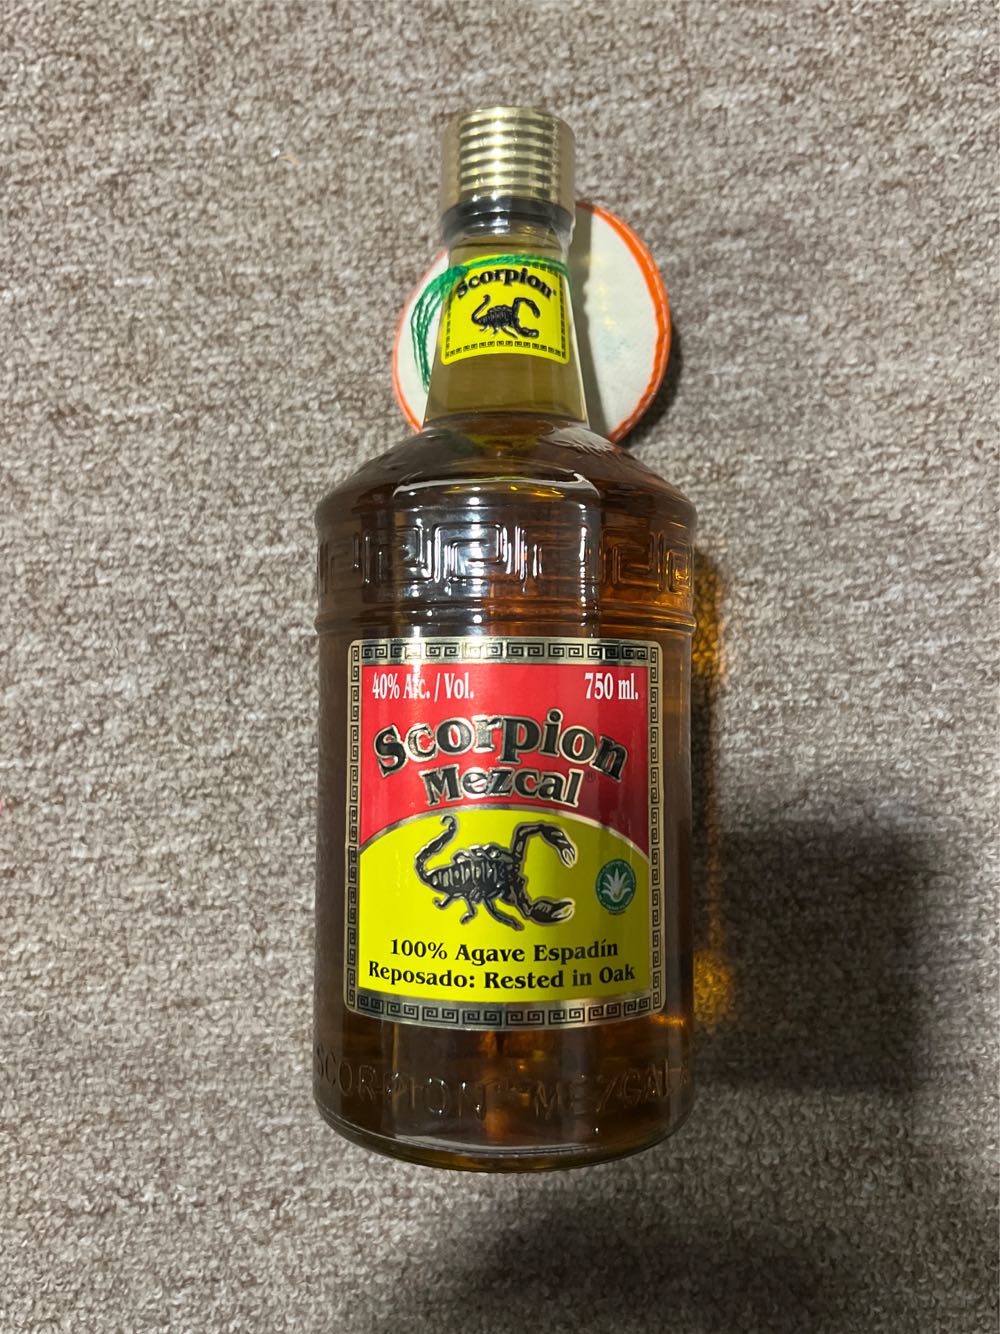 Scorpion
40% Alc. / Vol.
750 ml.
Scorpion
Mezcal®
100% Agave Espadín
Reposado: Rested in Oak
SCORPION MEZCAL